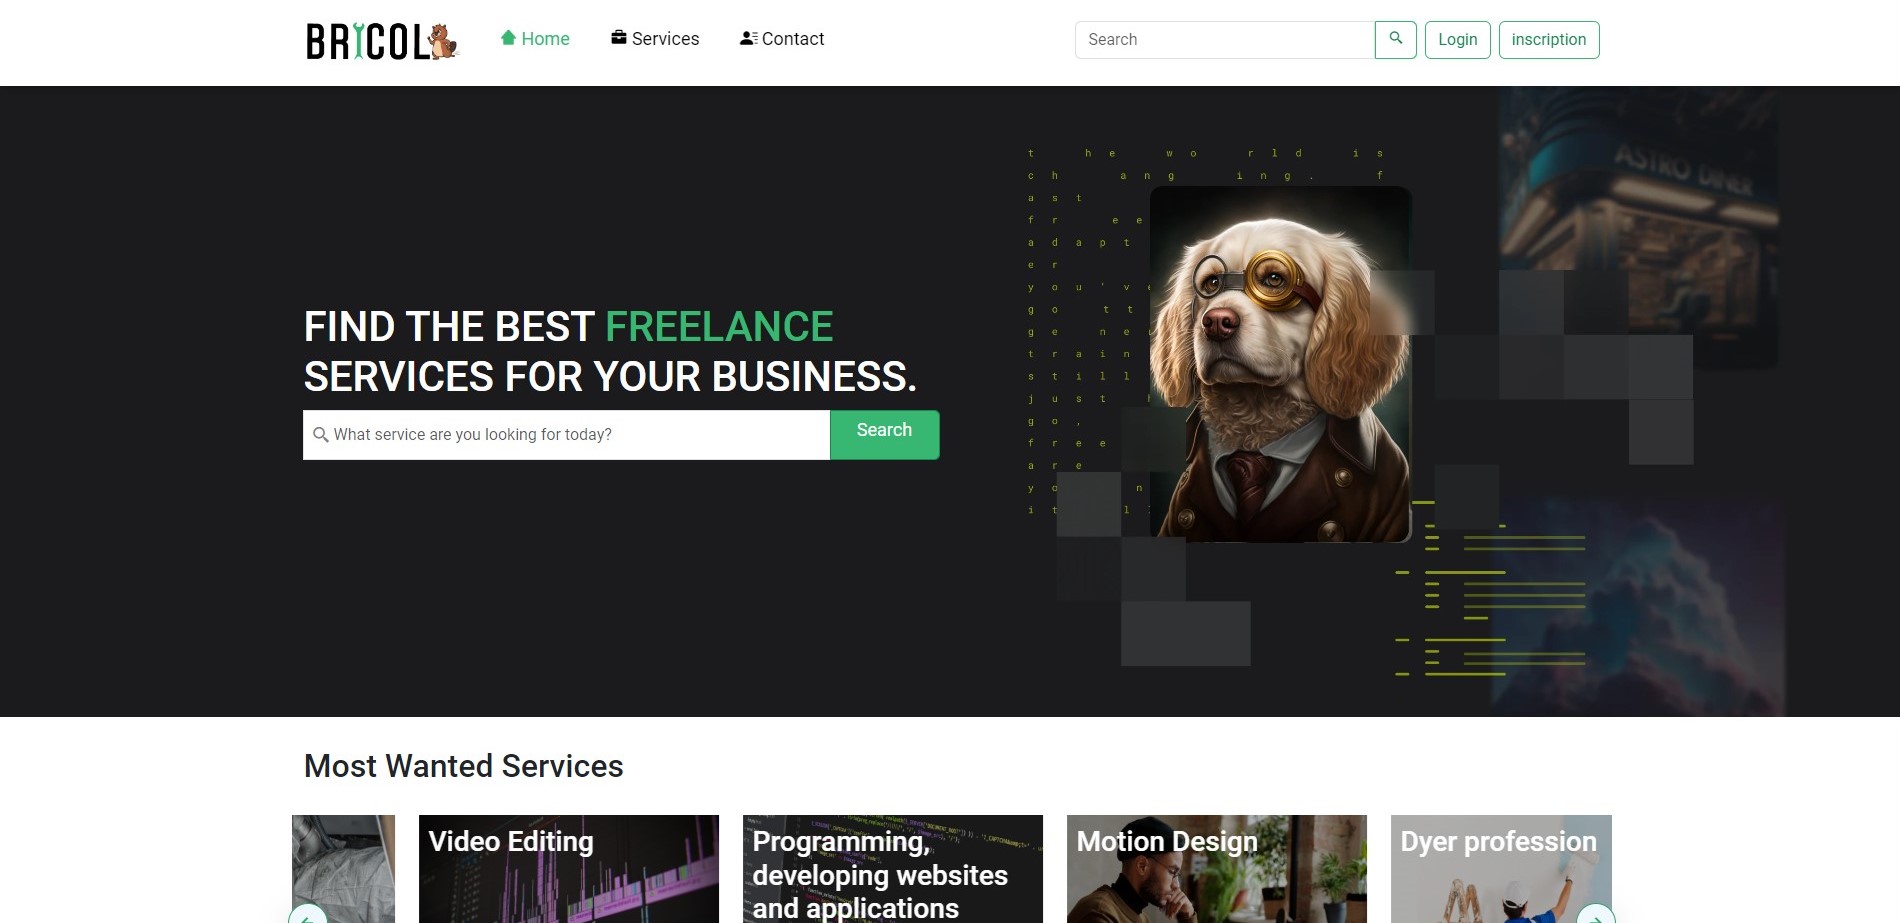 BRICOL
Home
Services
Contact
Search
Login
inscription
t h e w o r l d i s
c h a n g i n g . f
a s t
f r e e
a d a p t
e r
y o u ' v e
g o t t
g e n e
t r a i n
s t i l l
j u s t
g o ,
f r e e
a r e
y o n
i t l l
ASTRO DINER
FIND THE BEST FREELANCE
SERVICES FOR YOUR BUSINESS.
What service are you looking for today?
Search
Most Wanted Services
Video Editing
Programming,
developing websites
and applications
Motion Design
Dyer profession